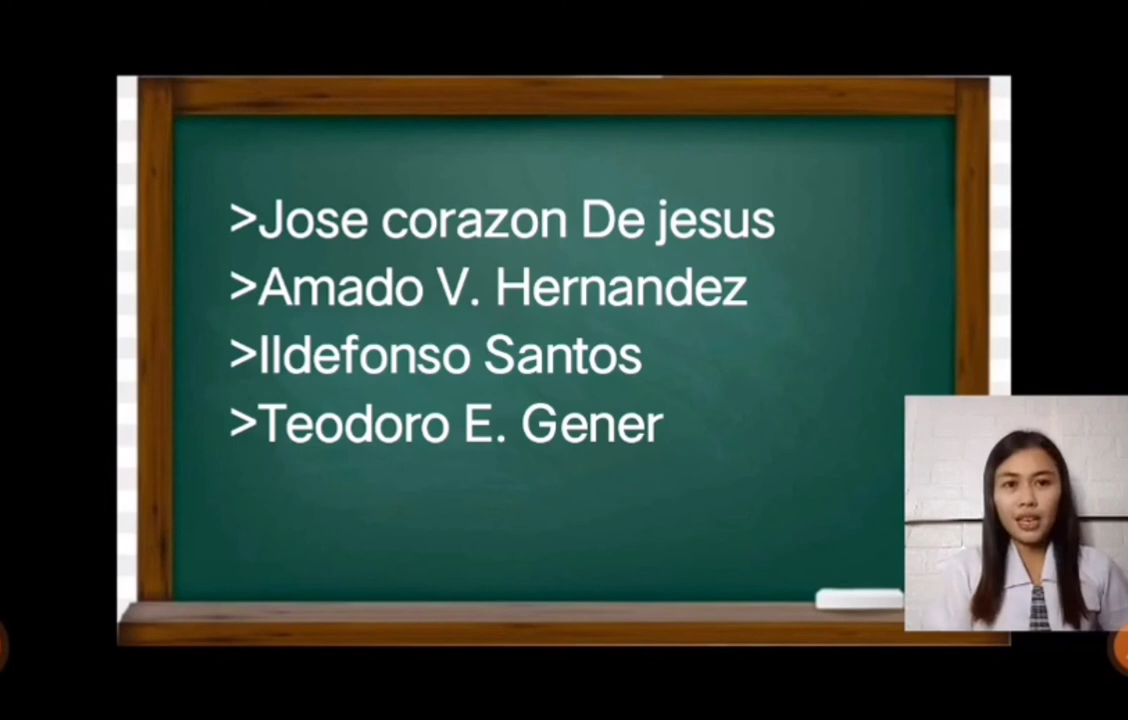 >Jose corazon De jesus
>Amado V. Hernandez
>Ildefonso Santos
>Teodoro E. Gener